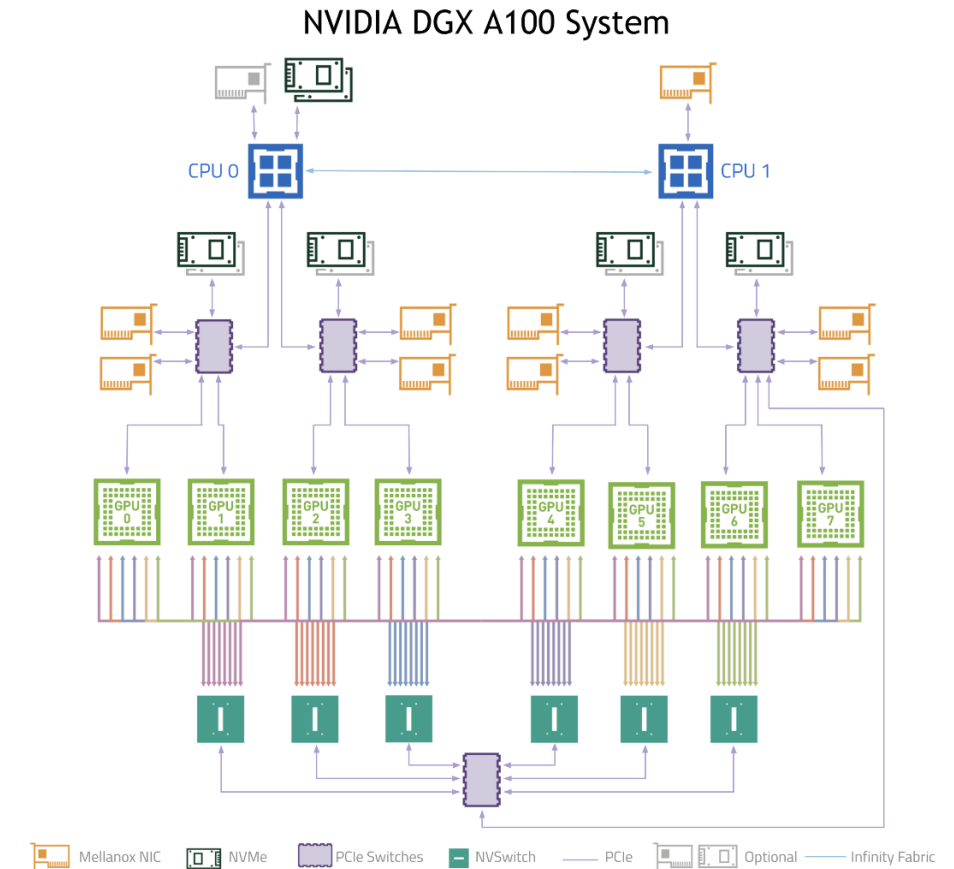 NVIDIA DGX A100 System
CPU 0
CPU 1
GPU
0
GPU
1
GPU
2
GPU
3
GPU
4
GPU
5
GPU
6
GPU
7
Mellanox NIC
NVMe
PCIe Switches
NVSwitch
PCIe
Optional
Infinity Fabric